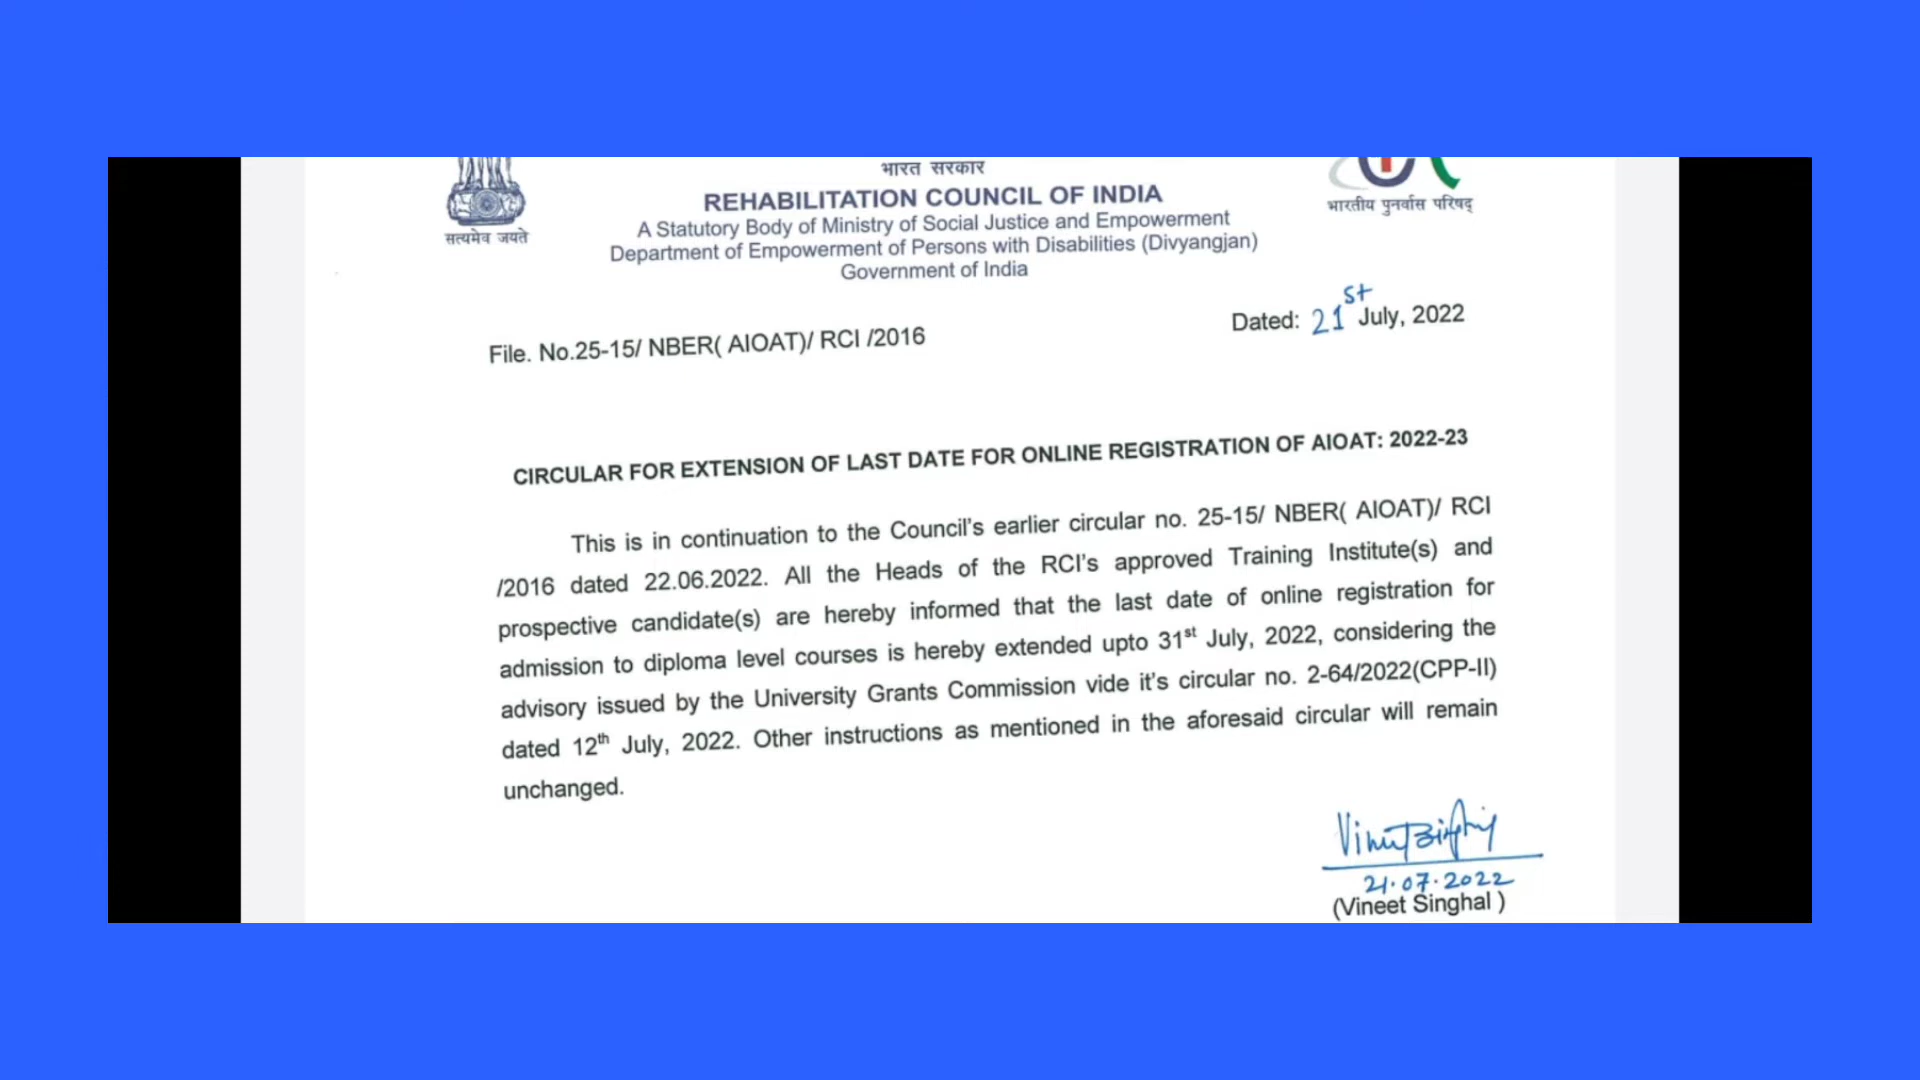 भारत सरकार
REHABILITATION COUNCIL OF INDIA
A Statutory Body of Ministry of Social Justice and Empowerment
Department of Empowerment of Persons with Disabilities (Divyangjan)
Government of India
सत्यमेव जयते
भारतीय पुनर्वास परिषद्
File. No.25-15/ NBER( AIOAT)/ RCI /2016
Dated: 21st July, 2022
CIRCULAR FOR EXTENSION OF LAST DATE FOR ONLINE REGISTRATION OF AIOAT: 2022-23
This is in continuation to the Council's earlier circular no. 25-15/ NBER( AIOAT)/ RCI
/2016 dated 22.06.2022. All the Heads of the RCI's approved Training Institute(s) and
prospective candidate(s) are hereby informed that the last date of online registration for
admission to diploma level courses is hereby extended upto 31st July, 2022, considering the
advisory issued by the University Grants Commission vide it's circular no. 2-64/2022(CPP-II)
dated 12th July, 2022. Other instructions as mentioned in the aforesaid circular will remain
unchanged.
21.07.2022
(Vineet Singhal )